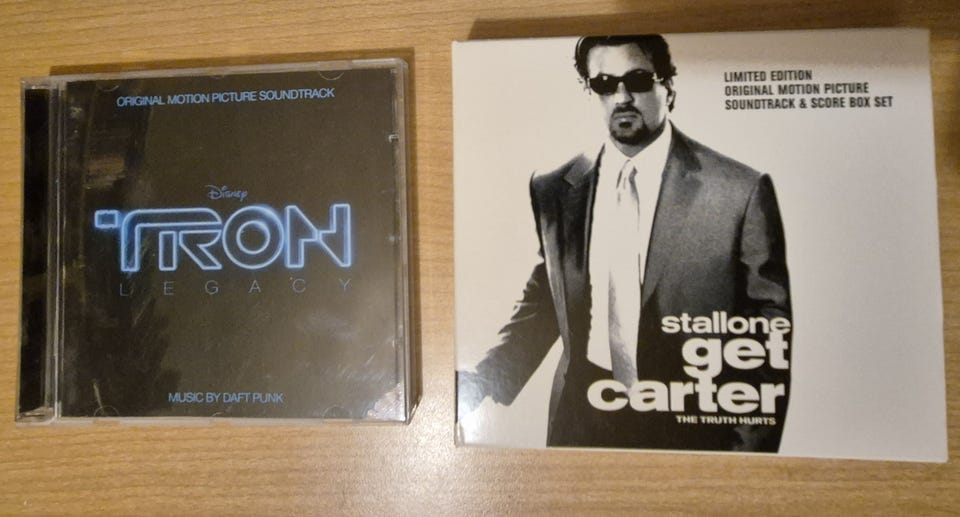 ORIGINAL MOTION PICTURE SOUNDTRACK
Disney
TRON
LEGACY
MUSIC BY DAFT PUNK
LIMITED EDITION
ORIGINAL MOTION PICTURE
SOUNDTRACK & SCORE BOX SET
stallone
get
carter
THE TRUTH HURTS